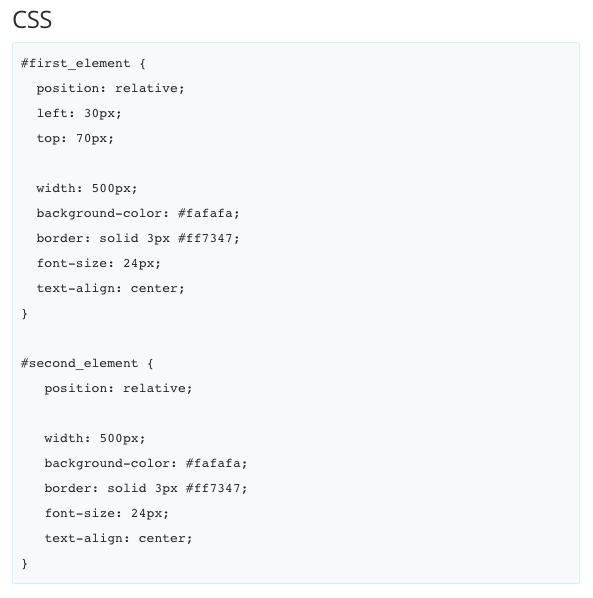 CSS
#first_element {
  position: relative;
  left: 30px;
  top: 70px;

  width: 500px;
  background-color: #fafafa;
  border: solid 3px #ff7347;
  font-size: 24px;
  text-align: center;
}

#second_element {
   position: relative;

   width: 500px;
   background-color: #fafafa;
   border: solid 3px #ff7347;
   font-size: 24px;
   text-align: center;
}